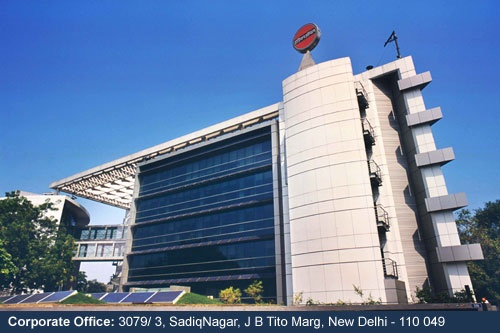 Corporate Office: 3079/ 3, SadiqNagar, J B Tito Marg, New Delhi - 110 049